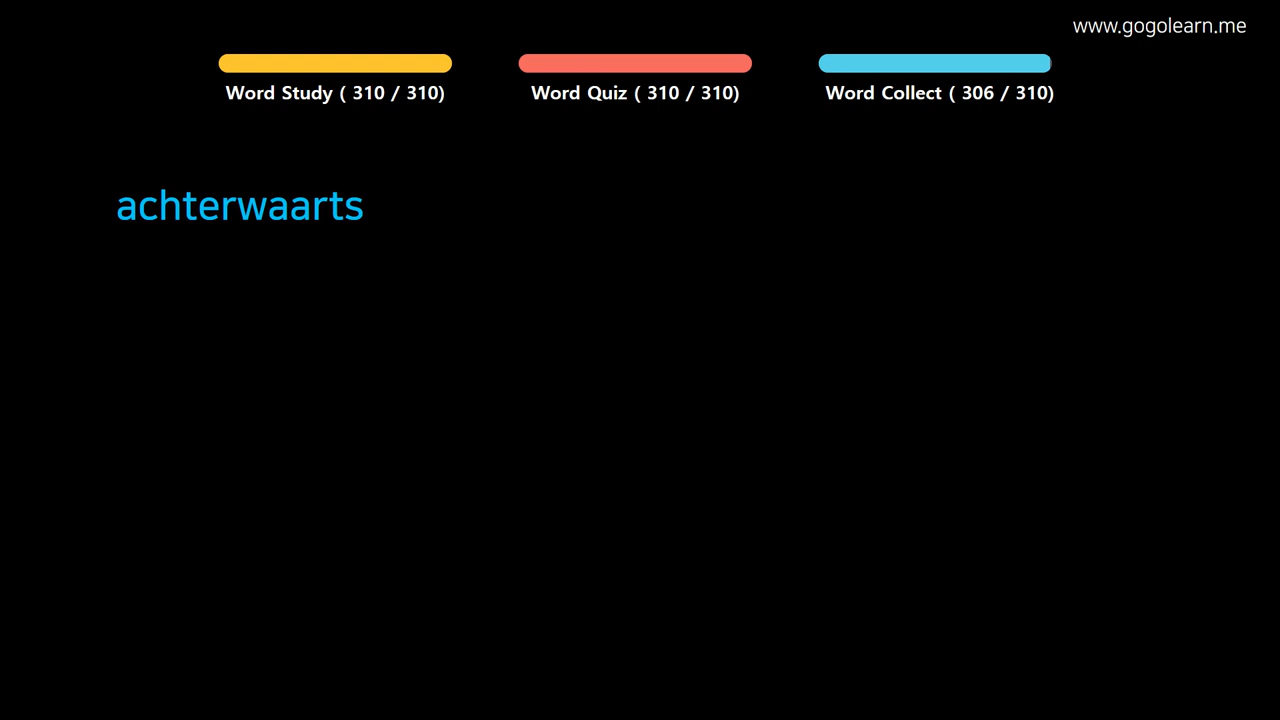 www.gogolearn.me
Word Study ( 310 / 310)
Word Quiz ( 310 / 310)
Word Collect ( 306 / 310)
achterwaarts